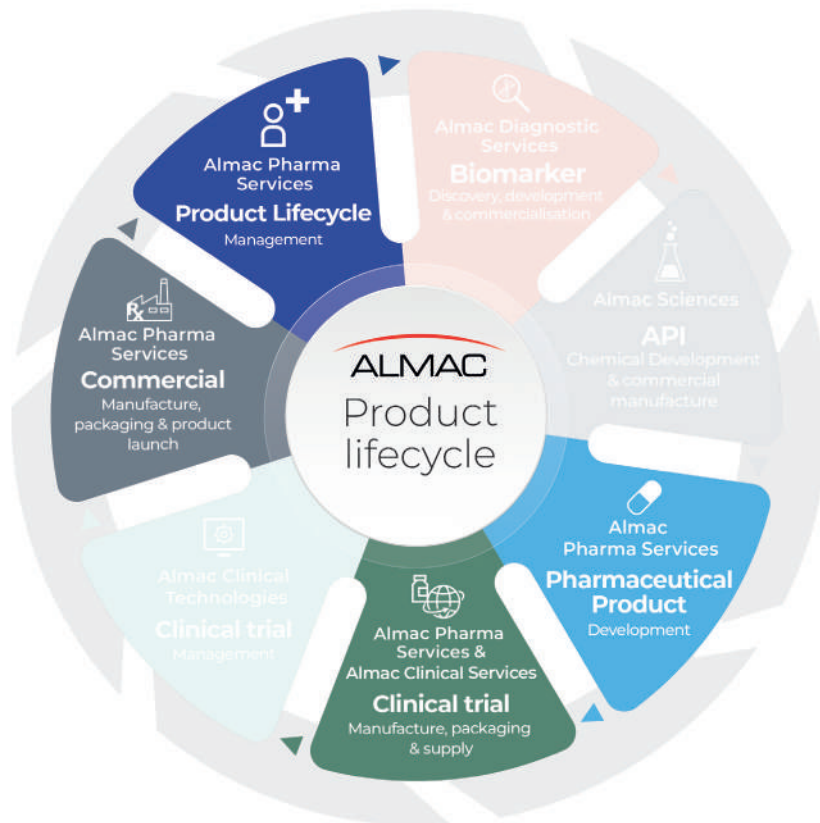 Almac Pharma
Services
Product Lifecycle
Management
Almac Diagnostic
Services
Biomarker
Discovery, development
& commercialisation
Almac Sciences
API
Chemical Development
& commercial
manufacture
Almac
Pharma Services
Pharmaceutical
Product
Development
Almac Pharma
Services &
Almac Clinical Services
Clinical trial
Manufacture, packaging
& supply
Almac Clinical
Technologies
Clinical trial
Management
Rx
Almac Pharma
Services
Commercial
Manufacture,
packaging & product
launch
ALMAC
Product
lifecycle